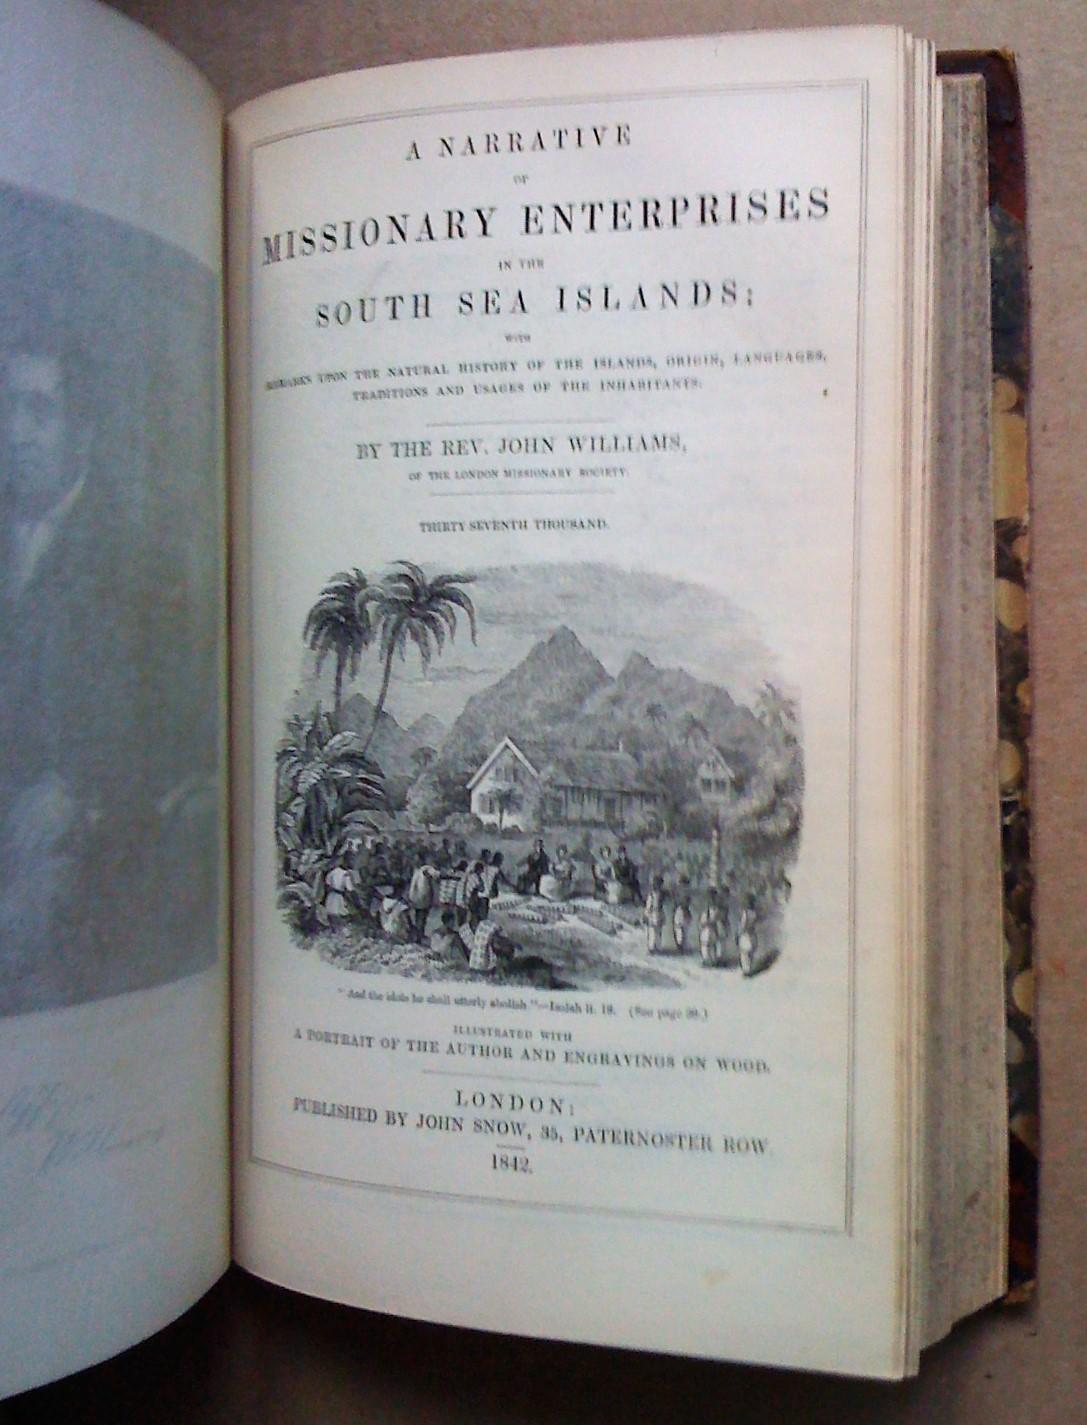 A NARRATIVE
OF
MISSIONARY ENTERPRISES
IN THE
SOUTH SEA ISLANDS;
WITH
REMARKS UPON THE NATURAL HISTORY OF THE ISLANDS, ORIGIN, LANGUAGES,
TRADITIONS AND USAGES OF THE INHABITANTS.
BY THE REV. JOHN WILLIAMS,
OF THE LONDON MISSIONARY SOCIETY.
THIRTY-SEVENTH THOUSAND.
"And the idols he shall utterly abolish"—Isaiah ii. 18. (See page 30.)
ILLUSTRATED WITH
A PORTRAIT OF THE AUTHOR AND ENGRAVINGS ON WOOD.
LONDON:
PUBLISHED BY JOHN SNOW, 35, PATERNOSTER ROW.
1842.